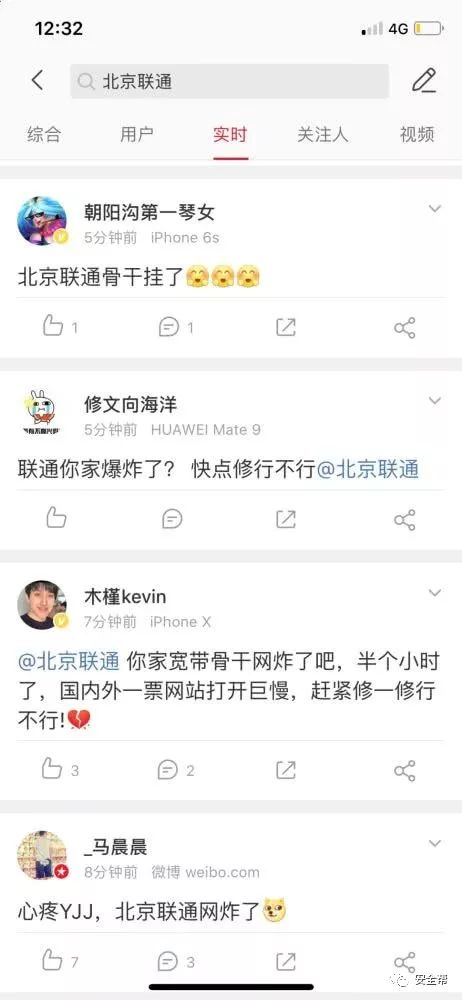 12:32
4G
北京联通
综合 用户 实时 关注人 视频
朝阳沟第一琴女
5分钟前 iPhone 6s
北京联通骨干挂了
1 1
修文向海洋
5分钟前 HUAWEI Mate 9
联通你家爆炸了？ 快点修行不行@北京联通
木槿kevin
7分钟前 iPhone X
@北京联通 你家宽带骨干网炸了吧，半个小时
了，国内外一票网站打开巨慢，赶紧修一修行
不行!
3 2
_马晨晨
8分钟前 微博 weibo.com
心疼YJJ，北京联通网炸了
7 3
安全帮